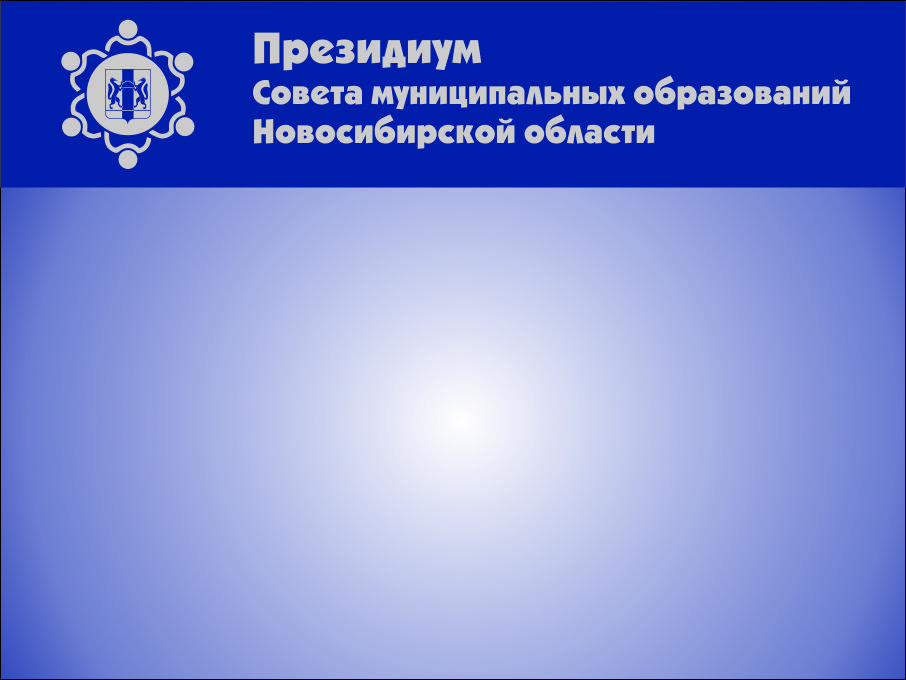 Президиум
Совета муниципальных образований
Новосибирской области